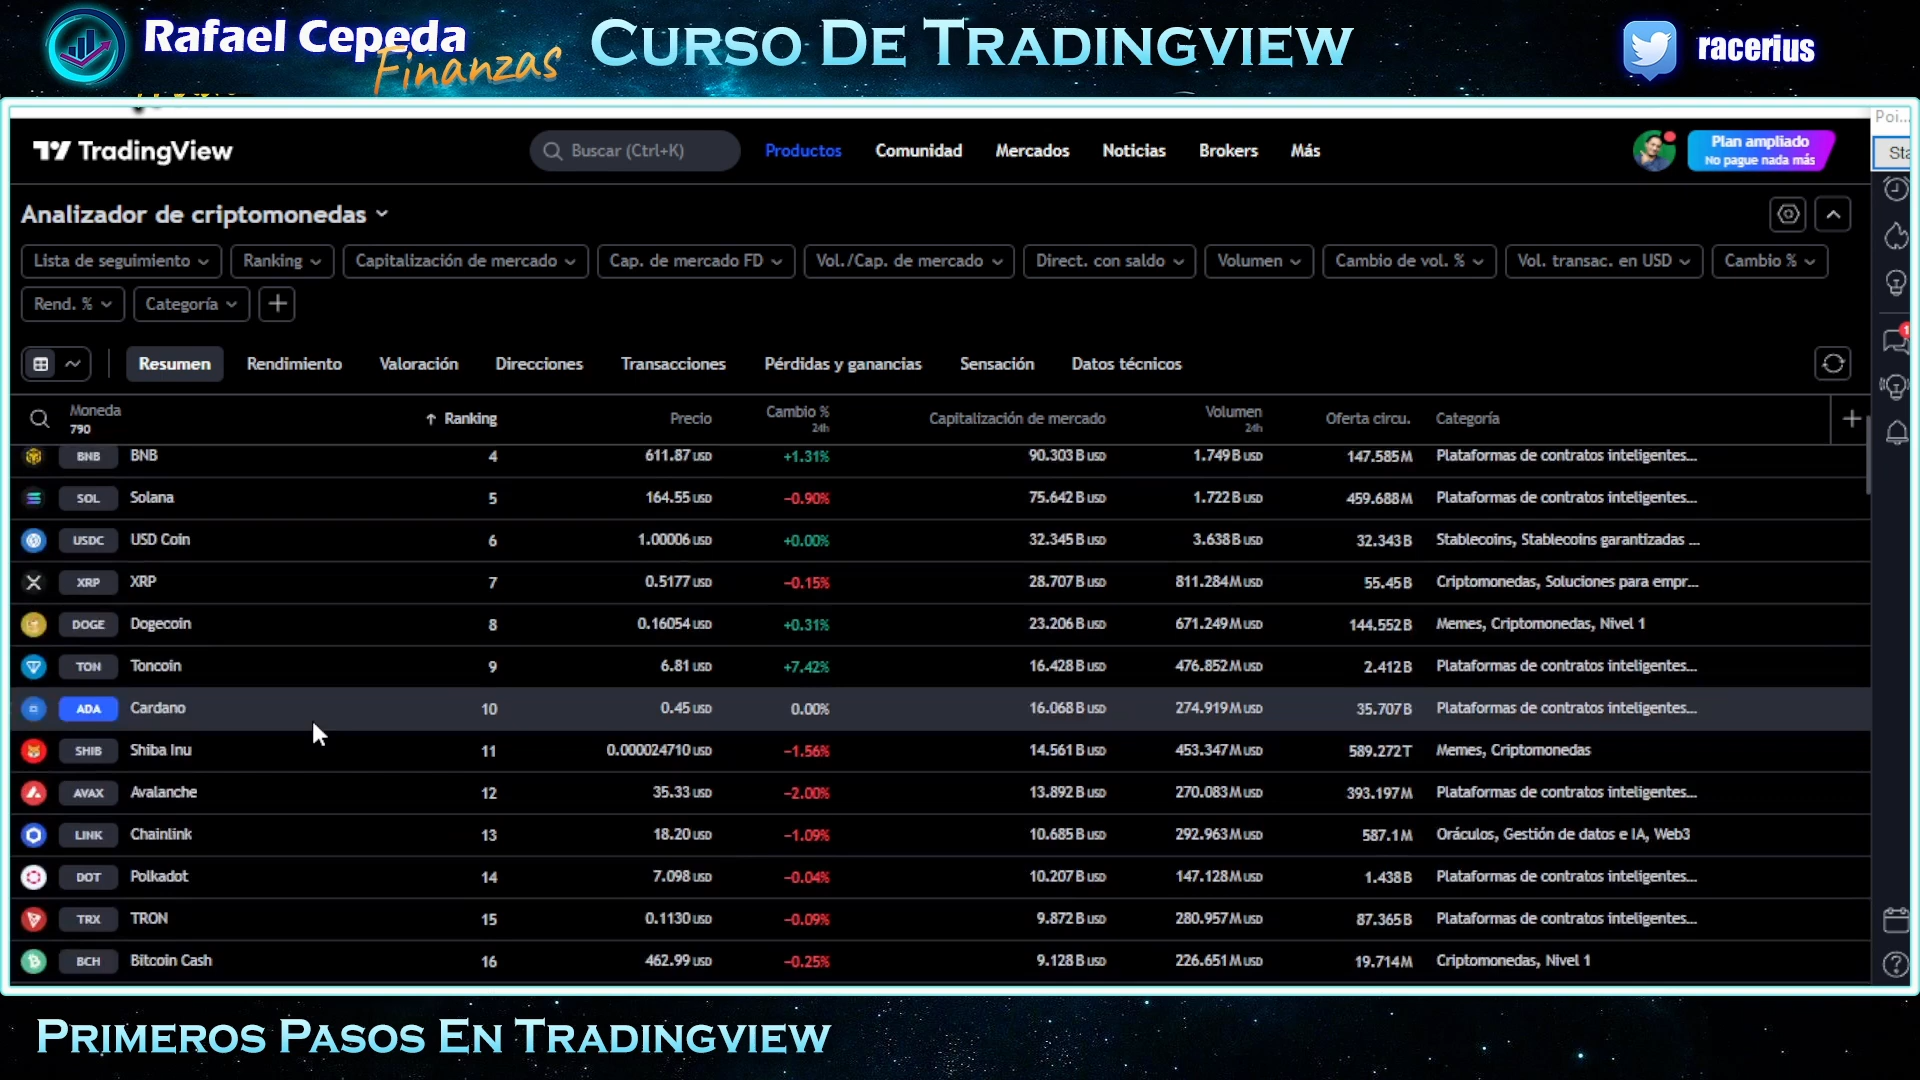 Rafael Cepeda
Finanzas
CURSO DE TRADINGVIEW
racerius
TradingView
Buscar (Ctrl+K)
Productos
Comunidad
Mercados
Noticias
Brokers
Más
Plan ampliado
No pague nada más
Poi...
Sta
Analizador de criptomonedas
Lista de seguimiento
Ranking
Capitalización de mercado
Cap. de mercado FD
Vol./Cap. de mercado
Direct. con saldo
Volumen
Cambio de vol. %
Vol. transac. en USD
Cambio %
Rend. %
Categoría
Resumen
Rendimiento
Valoración
Direcciones
Transacciones
Pérdidas y ganancias
Sensación
Datos técnicos
Moneda
790
↑ Ranking
Precio
Cambio %
24h
Capitalización de mercado
Volumen
24h
Oferta circu.
Categoría
BNB BNB 4 611.87 USD +1.31% 90.303 B USD 1.749 B USD 147.585 M Plataformas de contratos inteligentes...
SOL Solana 5 164.55 USD −0.90% 75.642 B USD 1.722 B USD 459.688 M Plataformas de contratos inteligentes...
USDC USD Coin 6 1.00006 USD +0.00% 32.345 B USD 3.638 B USD 32.343 B Stablecoins, Stablecoins garantizadas ...
XRP XRP 7 0.5177 USD −0.15% 28.707 B USD 811.284 M USD 55.45 B Criptomonedas, Soluciones para empr...
DOGE Dogecoin 8 0.16054 USD +0.31% 23.206 B USD 671.249 M USD 144.552 B Memes, Criptomonedas, Nivel 1
TON Toncoin 9 6.81 USD +7.42% 16.428 B USD 476.852 M USD 2.412 B Plataformas de contratos inteligentes...
ADA Cardano 10 0.45 USD 0.00% 16.068 B USD 274.919 M USD 35.707 B Plataformas de contratos inteligentes...
SHIB Shiba Inu 11 0.000024710 USD −1.56% 14.561 B USD 453.347 M USD 589.272 T Memes, Criptomonedas
AVAX Avalanche 12 35.33 USD −2.00% 13.892 B USD 270.083 M USD 393.197 M Plataformas de contratos inteligentes...
LINK Chainlink 13 18.20 USD −1.09% 10.685 B USD 292.963 M USD 587.1 M Oráculos, Gestión de datos e IA, Web3
DOT Polkadot 14 7.098 USD −0.04% 10.207 B USD 147.128 M USD 1.438 B Plataformas de contratos inteligentes...
TRX TRON 15 0.1130 USD −0.09% 9.872 B USD 280.957 M USD 87.365 B Plataformas de contratos inteligentes...
BCH Bitcoin Cash 16 462.99 USD −0.25% 9.128 B USD 226.651 M USD 19.714 M Criptomonedas, Nivel 1
PRIMEROS PASOS EN TRADINGVIEW